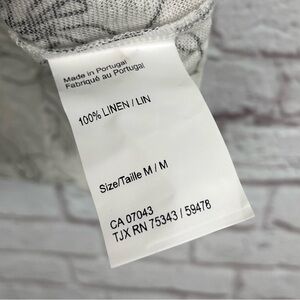 Made in Portugal
Fabriqué au Portugal
100% LINEN / LIN
Size/Taille M / M
CA 07043
TJX RN 75343 / 59478